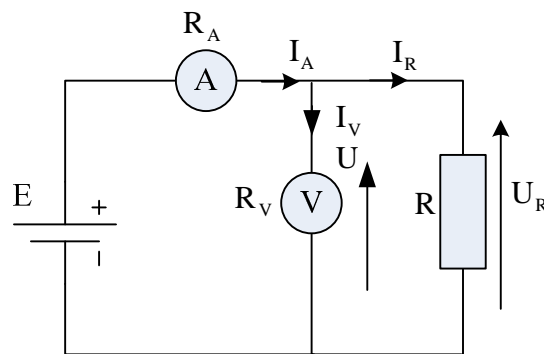 R_A
I_A I_R
A
I_V
U
E + R_V V R U_R
−